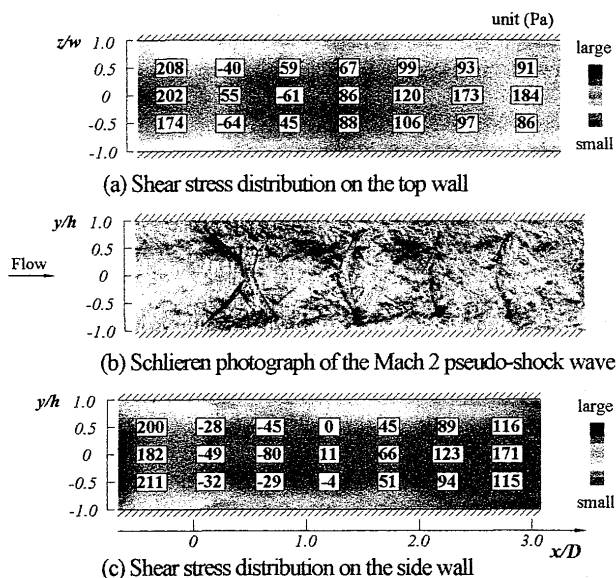 unit (Pa)
z/w
1.0
0.5
0
-0.5
-1.0
208 -40 59 67 99 93 91
202 55 -61 86 120 173 184
174 -64 45 88 106 97 86
large
small
(a) Shear stress distribution on the top wall
y/h
1.0
0.5
0
-0.5
-1.0
Flow
(b) Schlieren photograph of the Mach 2 pseudo-shock wave
y/h
1.0
0.5
0
-0.5
-1.0
200 -28 -45 0 45 89 116
182 -49 -80 11 66 123 171
211 -32 -29 -4 51 94 115
large
small
0 1.0 2.0 3.0
x/D
(c) Shear stress distribution on the side wall